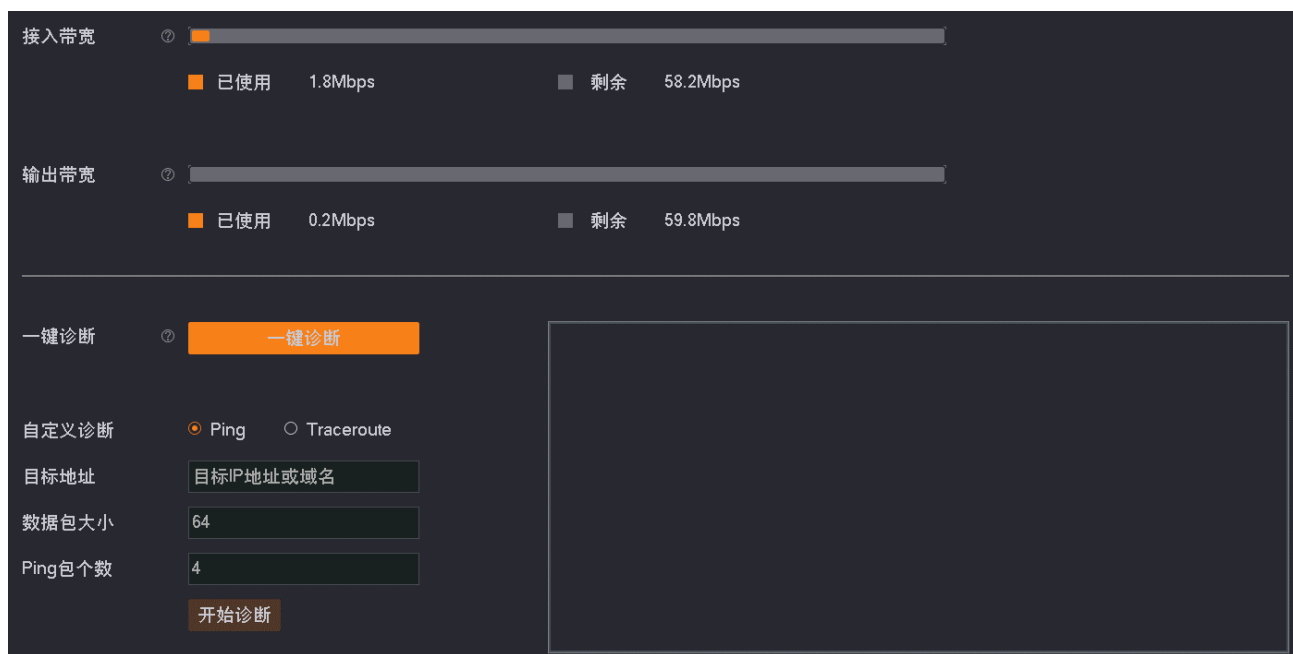 接入带宽
已使用 1.8Mbps 剩余 58.2Mbps
输出带宽
已使用 0.2Mbps 剩余 59.8Mbps
一键诊断 一键诊断
自定义诊断 Ping Traceroute
目标地址 目标IP地址或域名
数据包大小 64
Ping包个数 4
开始诊断